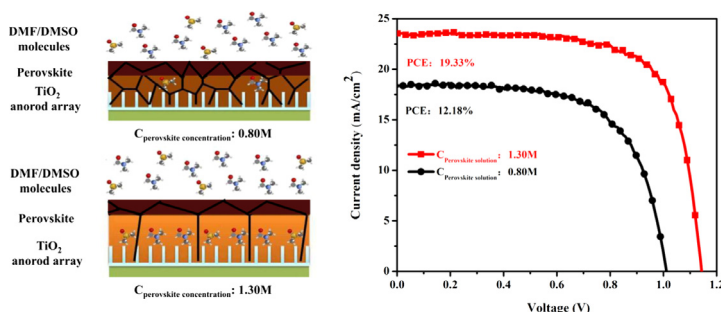 DMF/DMSO
molecules
Perovskite
TiO2
anorod array
Cperovskite concentration: 0.80M
DMF/DMSO
molecules
Perovskite
TiO2
anorod array
Cperovskite concentration: 1.30M
Current density (mA/cm2)
25
20
15
10
5
0
PCE: 19.33%
PCE: 12.18%
CPerovskite solution: 1.30M
CPerovskite solution: 0.80M
0.0 0.2 0.4 0.6 0.8 1.0 1.2
Voltage (V)